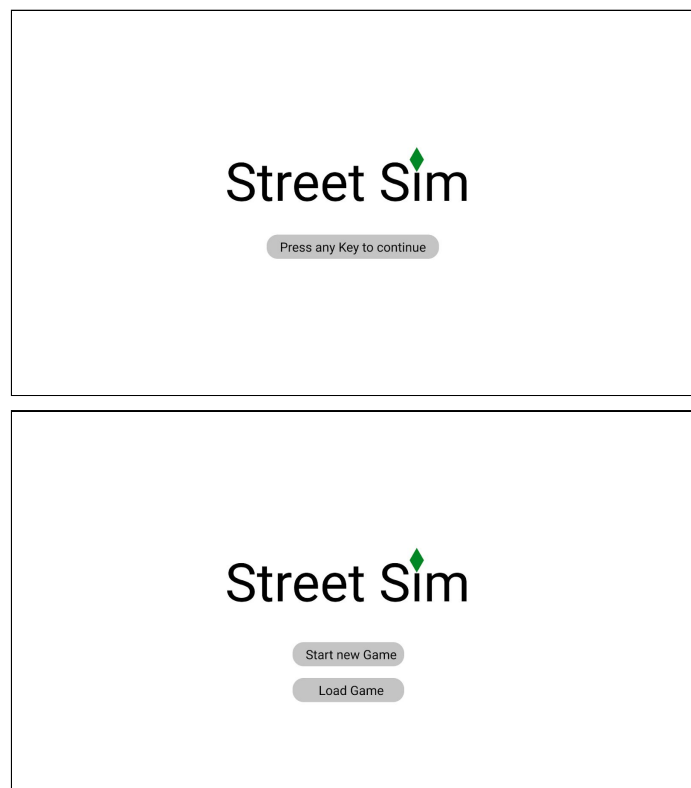 Street Sim
Press any Key to continue
Street Sim
Start new Game
Load Game